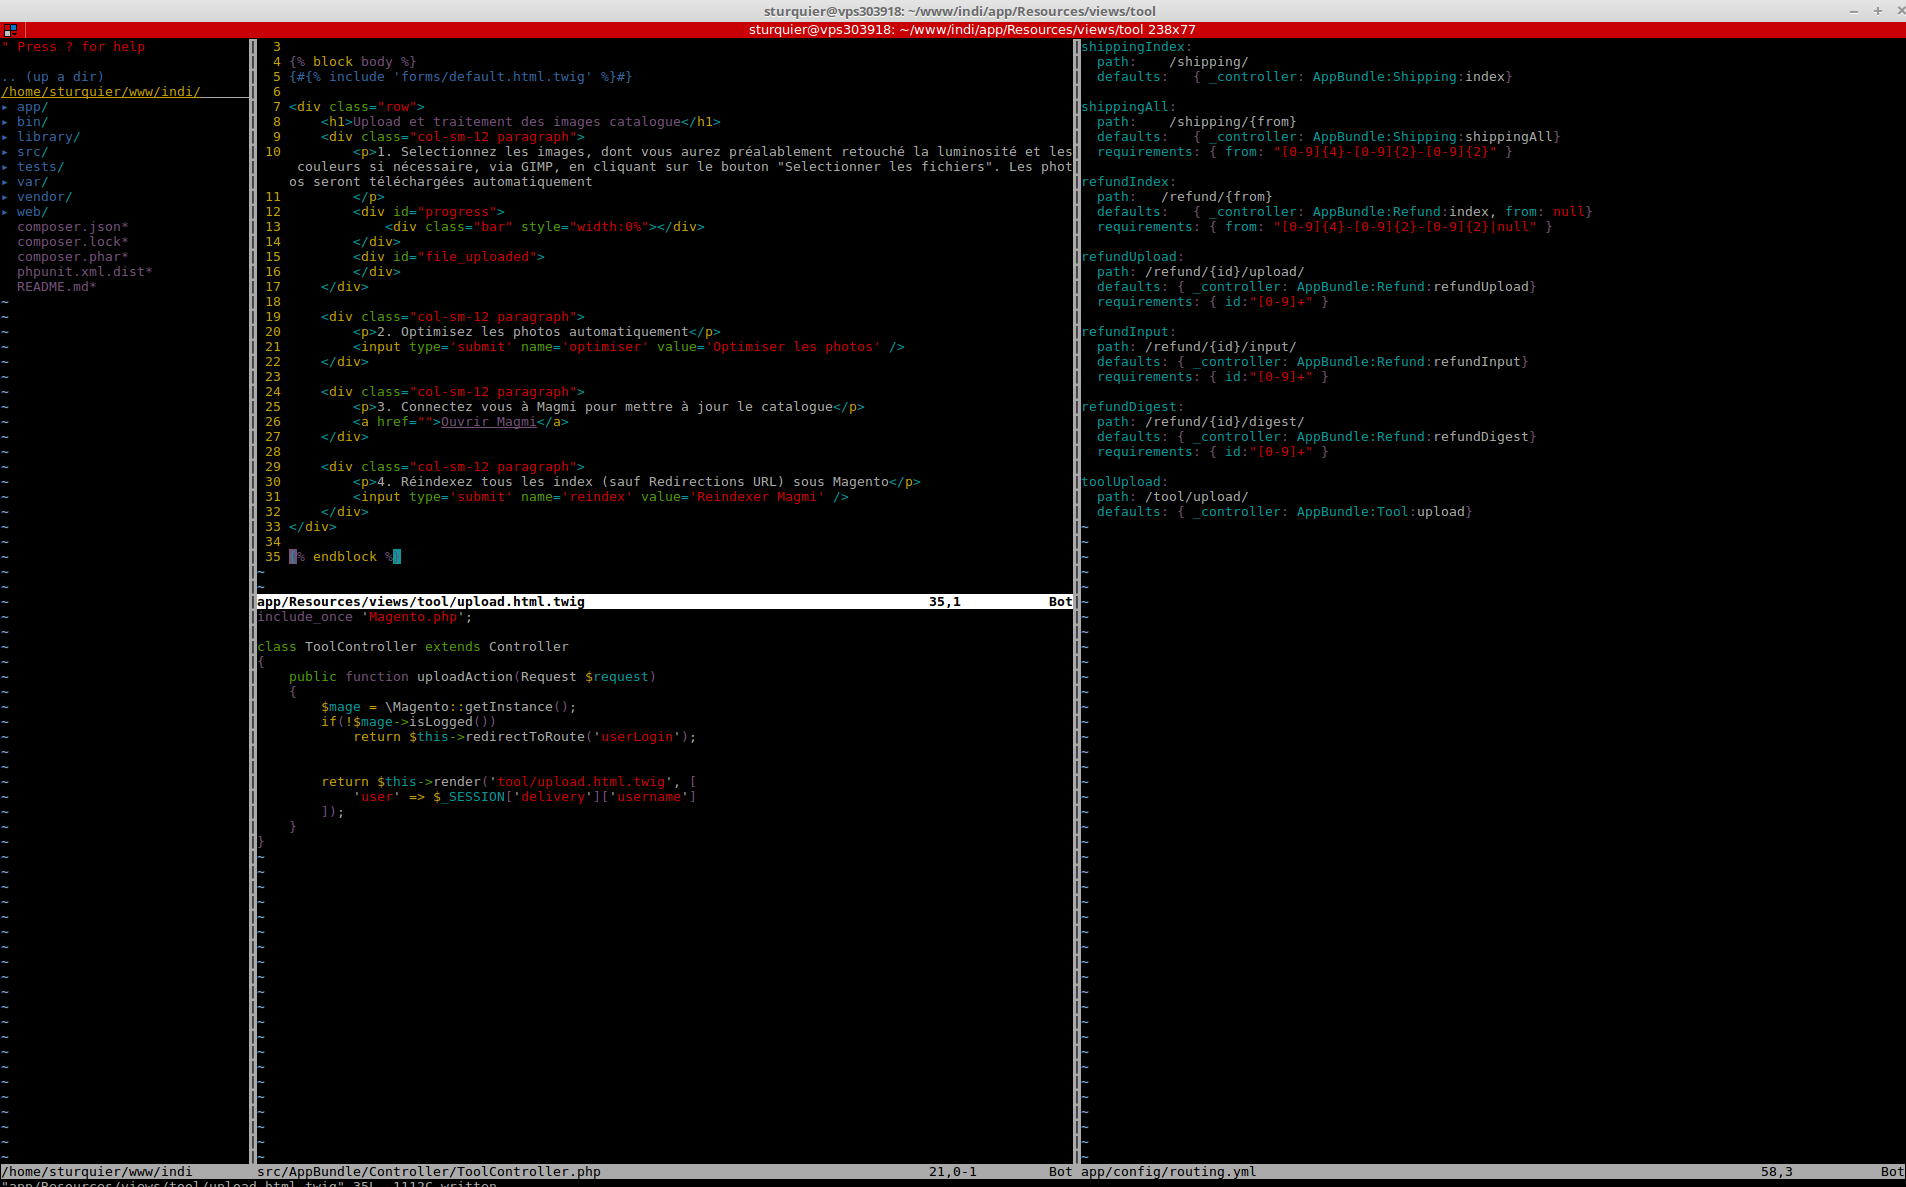 sturquier@vps303918: ~/www/indi/app/Resources/views/tool
sturquier@vps303918: ~/www/indi/app/Resources/views/tool 238x77
" Press ? for help
.. (up a dir)
/home/sturquier/www/indi/
▸ app/
▸ bin/
▸ library/
▸ src/
▸ tests/
▸ var/
▸ vendor/
▸ web/
composer.json*
composer.lock*
composer.phar*
phpunit.xml.dist*
README.md*
/home/sturquier/www/indi
3
4 {% block body %}
5 {#{% include 'forms/default.html.twig' %}#}
6
7 <div class="row">
8     <h1>Upload et traitement des images catalogue</h1>
9     <div class="col-sm-12 paragraph">
10         <p>1. Selectionnez les images, dont vous aurez préalablement retouché la luminosité et les
couleurs si nécessaire, via GIMP, en cliquant sur le bouton "Selectionner les fichiers". Les phot
os seront téléchargées automatiquement
11         </p>
12         <div id="progress">
13             <div class="bar" style="width:0%"></div>
14         </div>
15         <div id="file_uploaded">
16         </div>
17     </div>
18
19     <div class="col-sm-12 paragraph">
20         <p>2. Optimisez les photos automatiquement</p>
21         <input type='submit' name='optimiser' value='Optimiser les photos' />
22     </div>
23
24     <div class="col-sm-12 paragraph">
25         <p>3. Connectez vous à Magmi pour mettre à jour le catalogue</p>
26         <a href="">Ouvrir Magmi</a>
27     </div>
28
29     <div class="col-sm-12 paragraph">
30         <p>4. Réindexez tous les index (sauf Redirections URL) sous Magento</p>
31         <input type='submit' name='reindex' value='Reindexer Magmi' />
32     </div>
33 </div>
34
35 {% endblock %}
app/Resources/views/tool/upload.html.twig 35,1 Bot
include_once 'Magento.php';
class ToolController extends Controller
{
    public function uploadAction(Request $request)
    {
        $mage = \Magento::getInstance();
        if(!$mage->isLogged())
            return $this->redirectToRoute('userLogin');
        return $this->render('tool/upload.html.twig', [
            'user' => $_SESSION['delivery']['username']
        ]);
    }
}
src/AppBundle/Controller/ToolController.php 21,0-1 Bot
shippingIndex:
  path:    /shipping/
  defaults:   { _controller: AppBundle:Shipping:index}
shippingAll:
  path:    /shipping/{from}
  defaults:   { _controller: AppBundle:Shipping:shippingAll}
  requirements: { from: "[0-9]{4}-[0-9]{2}-[0-9]{2}" }
refundIndex:
  path:   /refund/{from}
  defaults:   { _controller: AppBundle:Refund:index, from: null}
  requirements: { from: "[0-9]{4}-[0-9]{2}-[0-9]{2}|null" }
refundUpload:
  path: /refund/{id}/upload/
  defaults: { _controller: AppBundle:Refund:refundUpload}
  requirements: { id:"[0-9]+" }
refundInput:
  path: /refund/{id}/input/
  defaults: { _controller: AppBundle:Refund:refundInput}
  requirements: { id:"[0-9]+" }
refundDigest:
  path: /refund/{id}/digest/
  defaults: { _controller: AppBundle:Refund:refundDigest}
  requirements: { id:"[0-9]+" }
toolUpload:
  path: /tool/upload/
  defaults: { _controller: AppBundle:Tool:upload}
app/config/routing.yml 58,3 Bot
"app/Resources/views/tool/upload.html.twig" 35L, 1112C written